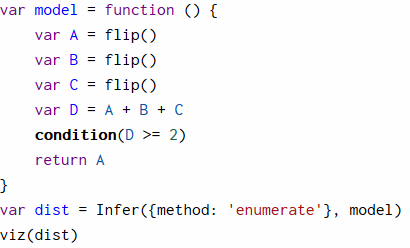 var model = function () {
    var A = flip()
    var B = flip()
    var C = flip()
    var D = A + B + C
    condition(D >= 2)
    return A
}
var dist = Infer({method: 'enumerate'}, model)
viz(dist)